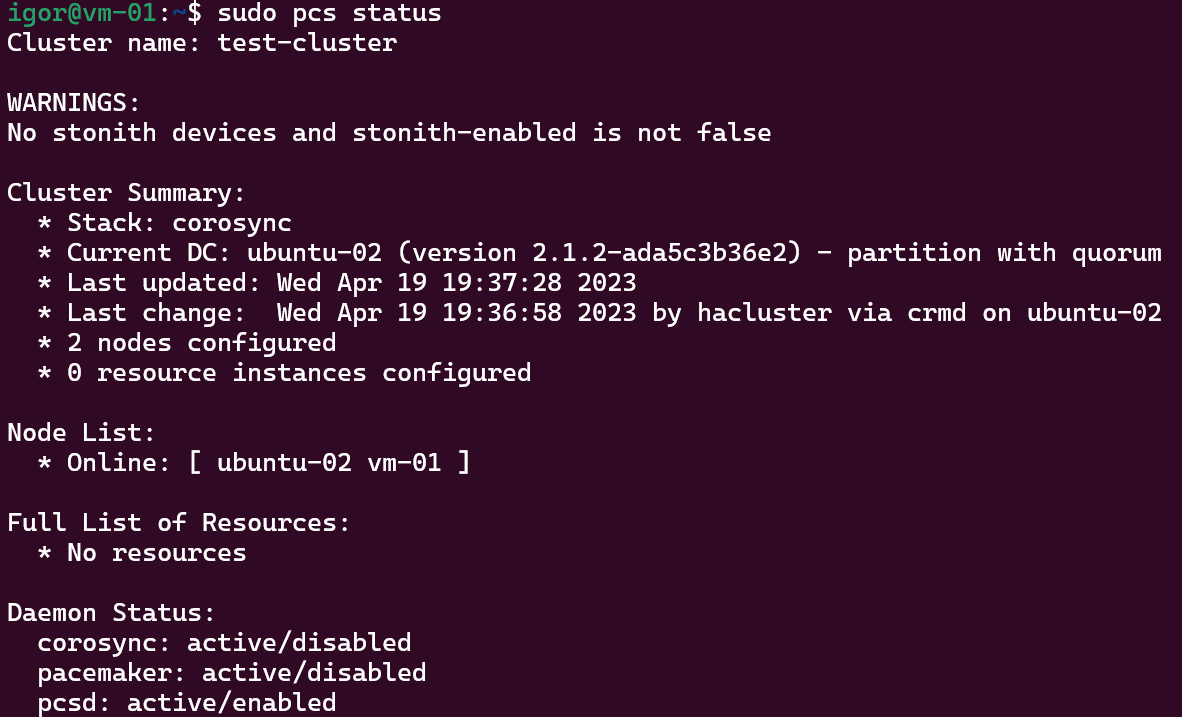 igor@vm-01:~$ sudo pcs status
Cluster name: test-cluster

WARNINGS:
No stonith devices and stonith-enabled is not false

Cluster Summary:
  * Stack: corosync
  * Current DC: ubuntu-02 (version 2.1.2-ada5c3b36e2) - partition with quorum
  * Last updated: Wed Apr 19 19:37:28 2023
  * Last change:  Wed Apr 19 19:36:58 2023 by hacluster via crmd on ubuntu-02
  * 2 nodes configured
  * 0 resource instances configured

Node List:
  * Online: [ ubuntu-02 vm-01 ]

Full List of Resources:
  * No resources

Daemon Status:
  corosync: active/disabled
  pacemaker: active/disabled
  pcsd: active/enabled